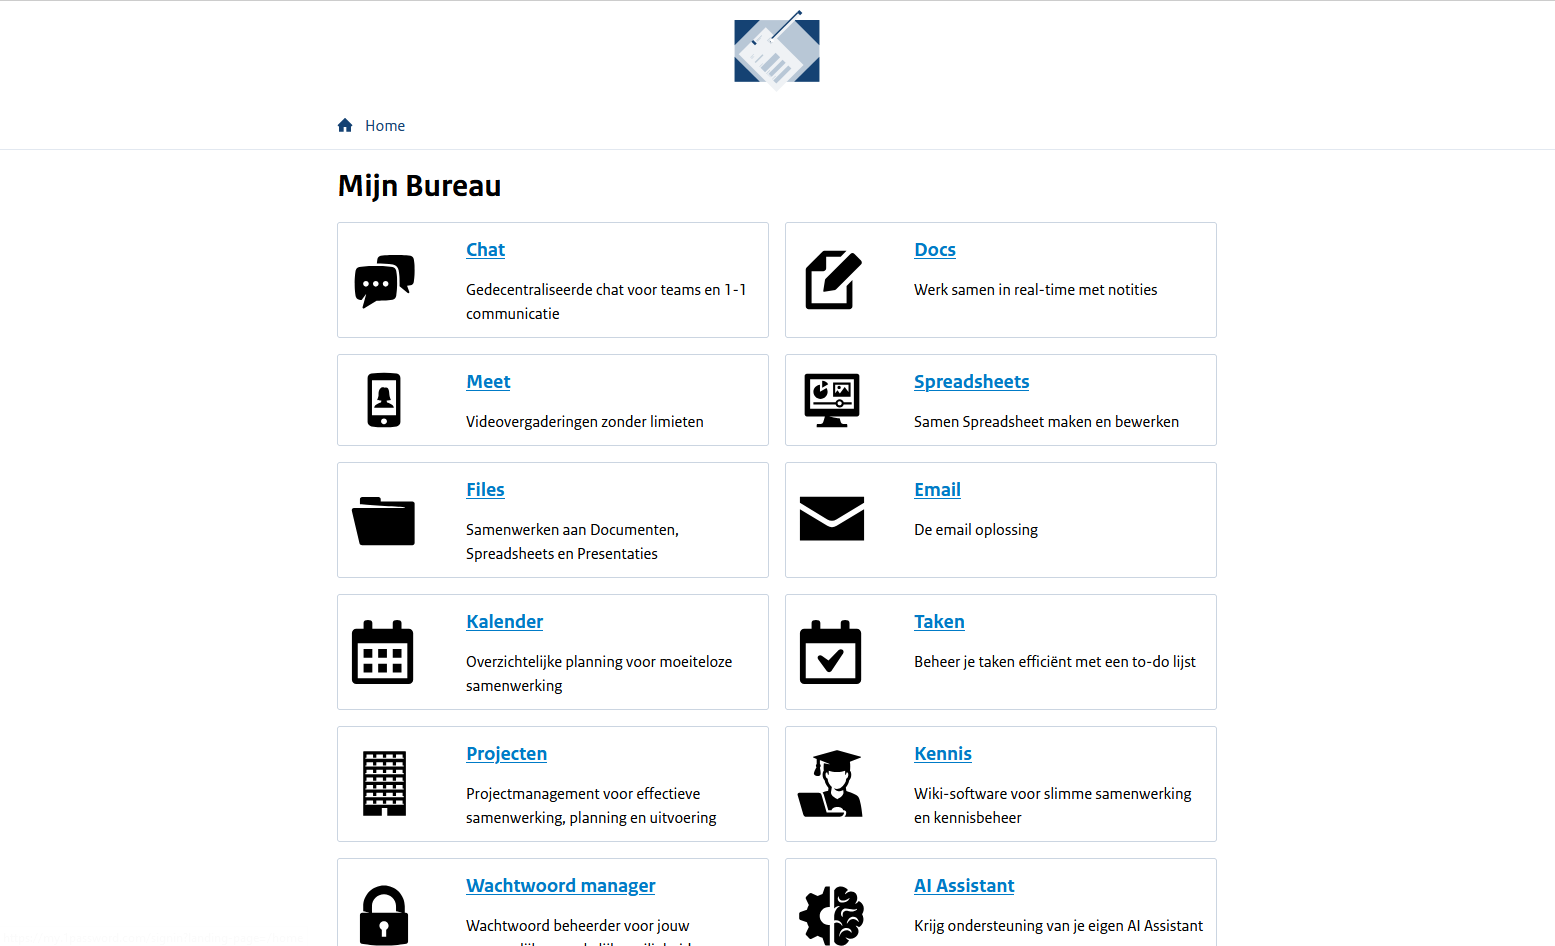 Home
Mijn Bureau
Chat
Gedecentraliseerde chat voor teams en 1-1
communicatie
Docs
Werk samen in real-time met notities
Meet
Videovergaderingen zonder limieten
Spreadsheets
Samen Spreadsheet maken en bewerken
Files
Samenwerken aan Documenten,
Spreadsheets en Presentaties
Email
De email oplossing
Kalender
Overzichtelijke planning voor moeiteloze
samenwerking
Taken
Beheer je taken efficiënt met een to-do lijst
Projecten
Projectmanagement voor effectieve
samenwerking, planning en uitvoering
Kennis
Wiki-software voor slimme samenwerking
en kennisbeheer
Wachtwoord manager
Wachtwoord beheerder voor jouw
AI Assistant
Krijg ondersteuning van je eigen AI Assistant